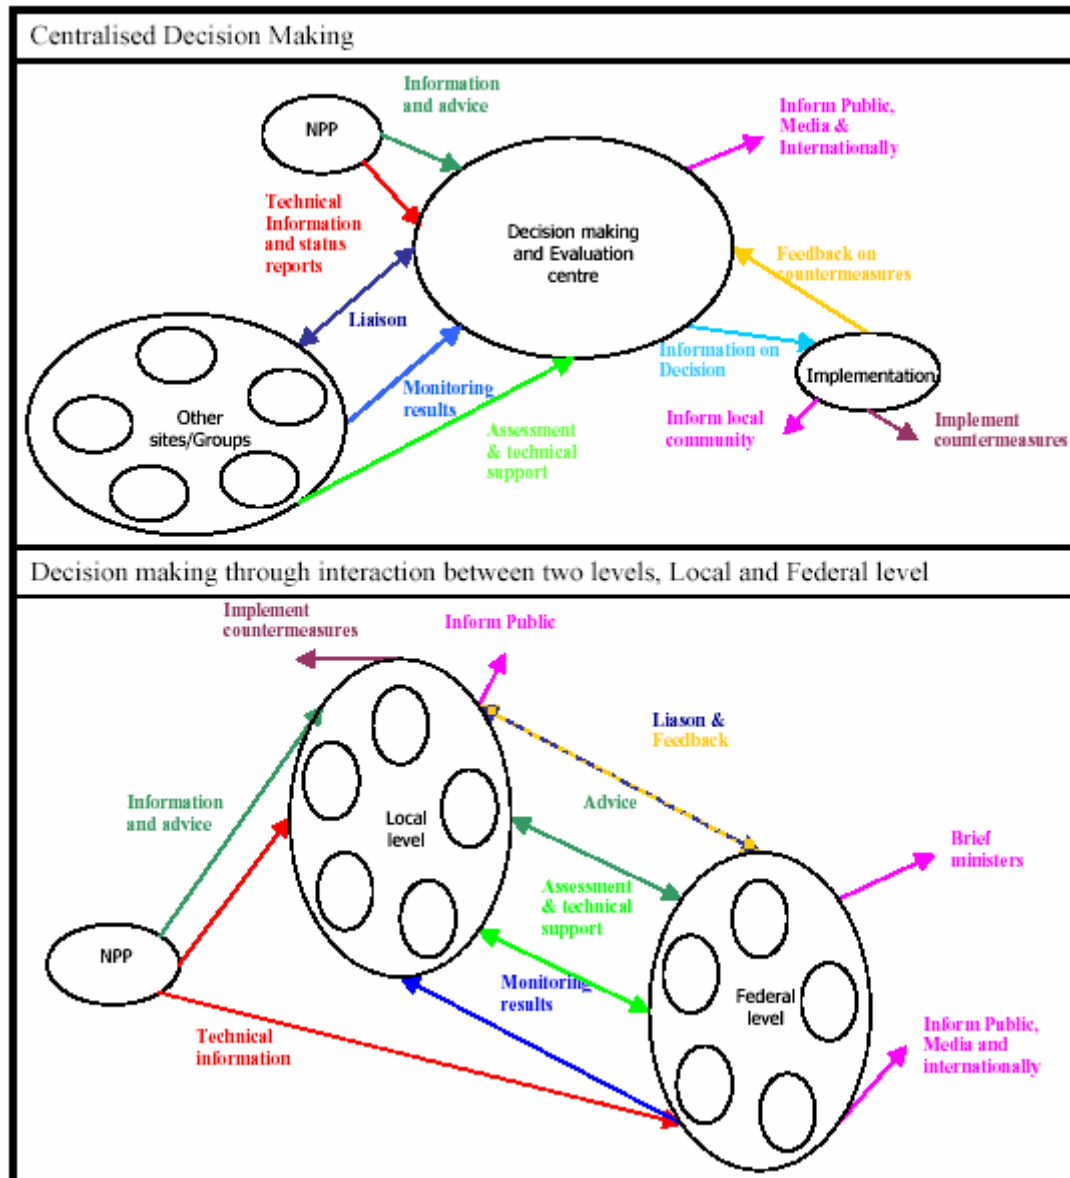 Centralised Decision Making
Information
and advice
NPP
Inform Public,
Media &
Internationally
Technical
Information
and status
reports
Decision making
and Evaluation
centre
Feedback on
countermeasures
Liaison
Information on
Decision
Implementation
Monitoring
results
Other
sites/Groups
Inform local
community
Implement
countermeasures
Assessment
& technical
support
Decision making through interaction between two levels, Local and Federal level
Implement
countermeasures
Inform Public
Liason &
Feedback
Information
and advice
Advice
Local
level
Brief
ministers
Assessment
& technical
support
NPP
Monitoring
results
Federal
level
Technical
information
Inform Public,
Media and
internationally